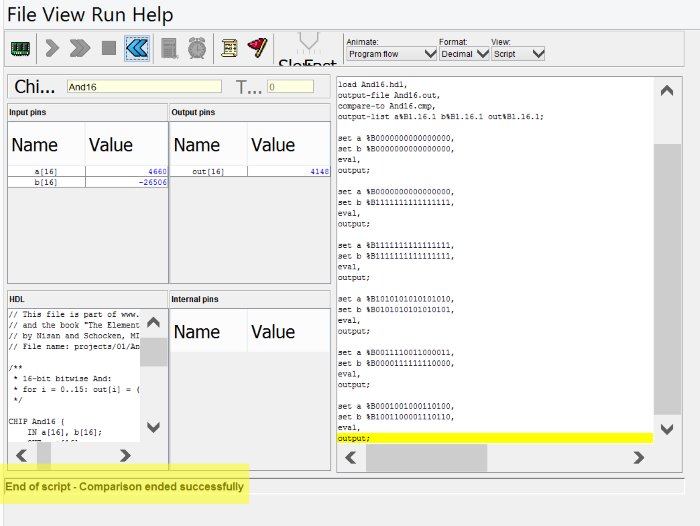 File View Run Help
Animate: Format: View:
Program flow Decimal Script
Chi... And16 T... 0
Input pins Output pins
Name Value Name Value
a[16] 4660 out[16] 4148
b[16] -26506
HDL Internal pins
Name Value
// This file is part of www.
// and the book "The Element
// by Nisan and Schocken, MI
// File name: projects/01/An
/**
* 16-bit bitwise And:
* for i = 0..15: out[i] = (
*/
CHIP And16 {
IN a[16], b[16];
load And16.hdl,
output-file And16.out,
compare-to And16.cmp,
output-list a%B1.16.1 b%B1.16.1 out%B1.16.1;
set a %B0000000000000000,
set b %B0000000000000000,
eval,
output;
set a %B0000000000000000,
set b %B1111111111111111,
eval,
output;
set a %B1111111111111111,
set b %B1111111111111111,
eval,
output;
set a %B1010101010101010,
set b %B0101010101010101,
eval,
output;
set a %B0011110011000011,
set b %B0000111111110000,
eval,
output;
set a %B0001001000110100,
set b %B1001100001110110,
eval,
output;
End of script - Comparison ended successfully